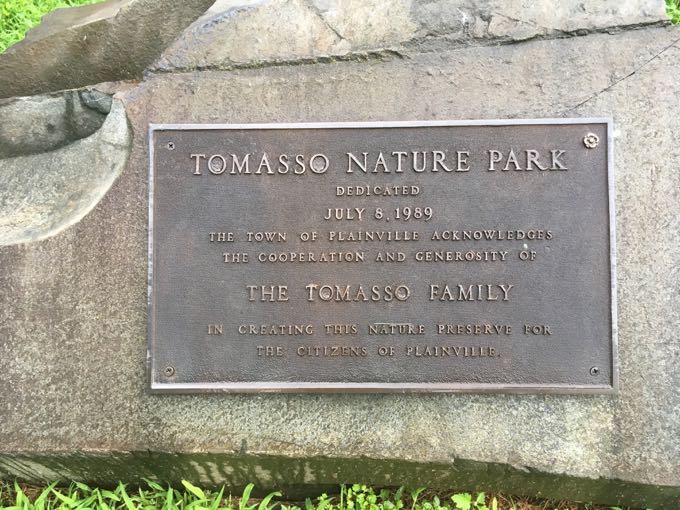 TOMASSO NATURE PARK
DEDICATED
JULY 8, 1989
THE TOWN OF PLAINVILLE ACKNOWLEDGES
THE COOPERATION AND GENEROSITY OF
THE TOMASSO FAMILY
IN CREATING THIS NATURE PRESERVE FOR
THE CITIZENS OF PLAINVILLE.